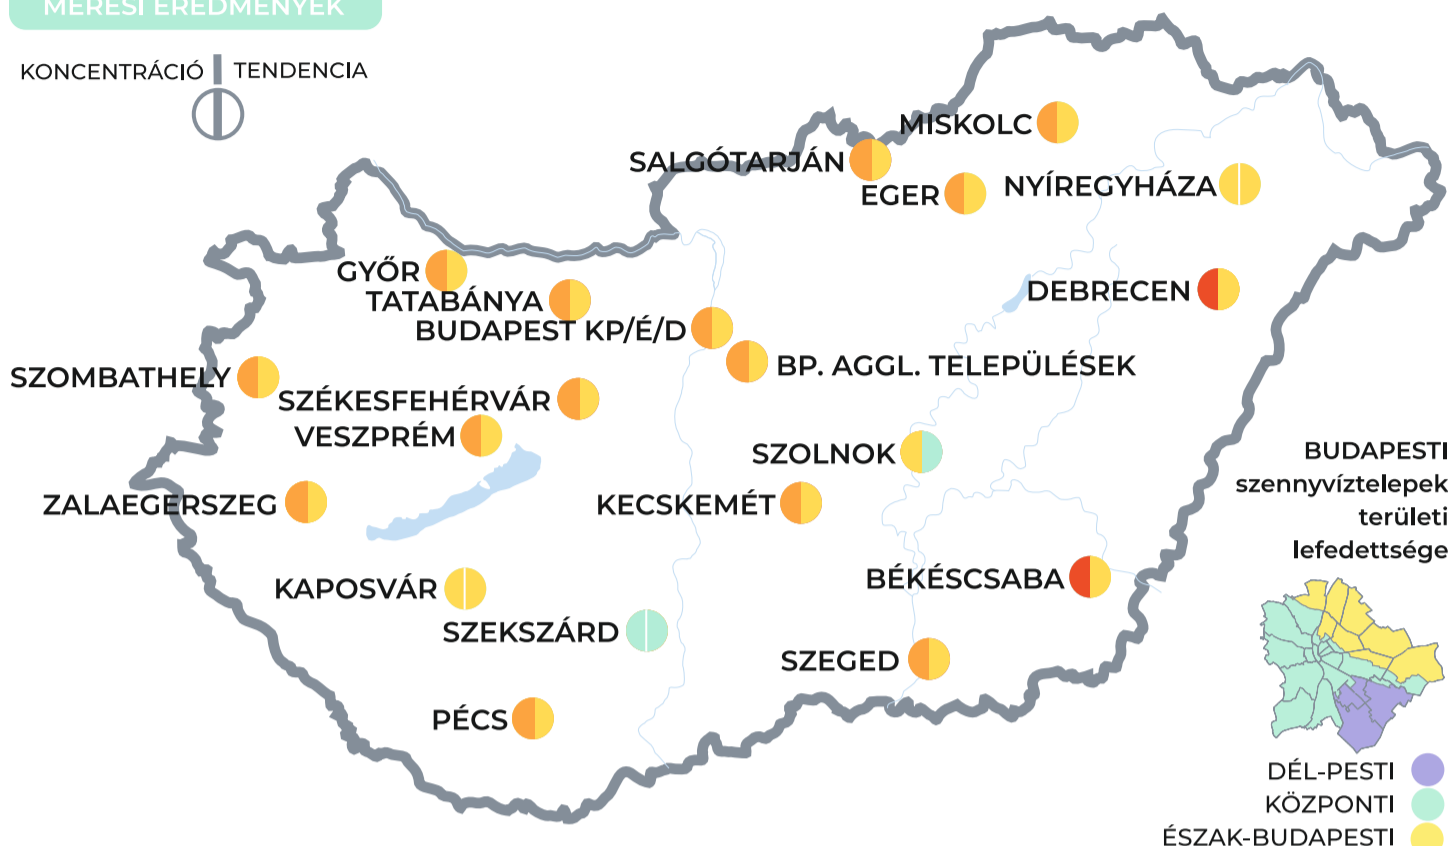 MÉRÉSI EREDMÉNYEK
KONCENTRÁCIÓ TENDENCIA
MISKOLC
SALGÓTARJÁN
EGER
NYÍREGYHÁZA
GYŐR
TATABÁNYA
DEBRECEN
BUDAPEST KP/É/D
BP. AGGL. TELEPÜLÉSEK
SZOMBATHELY
SZÉKESFEHÉRVÁR
VESZPRÉM
SZOLNOK
ZALAEGERSZEG
KECSKEMÉT
KAPOSVÁR
BÉKÉSCSABA
SZEKSZÁRD
SZEGED
PÉCS
BUDAPESTI
szennyvíztelepek
területi
lefedettsége
DÉL-PESTI
KÖZPONTI
ÉSZAK-BUDAPESTI